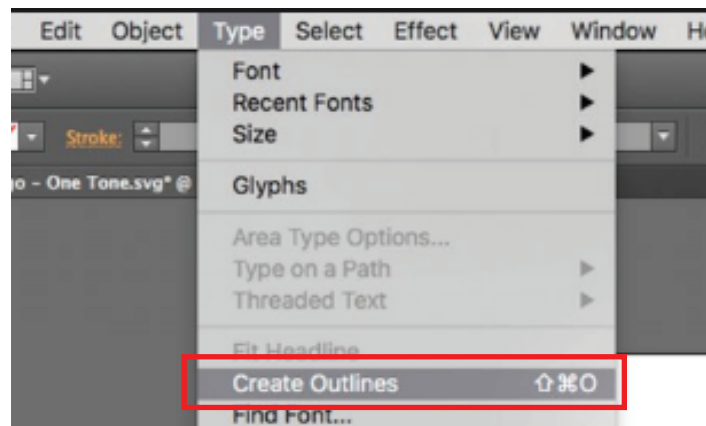 Edit Object Type Select Effect View Window H
Font ▶
Recent Fonts ▶
Stroke: Size ▶
o – One Tone.svg* @ Glyphs
Area Type Options...
Type on a Path ▶
Threaded Text ▶
Fit Headline
Create Outlines ⇧⌘O
Find Font...